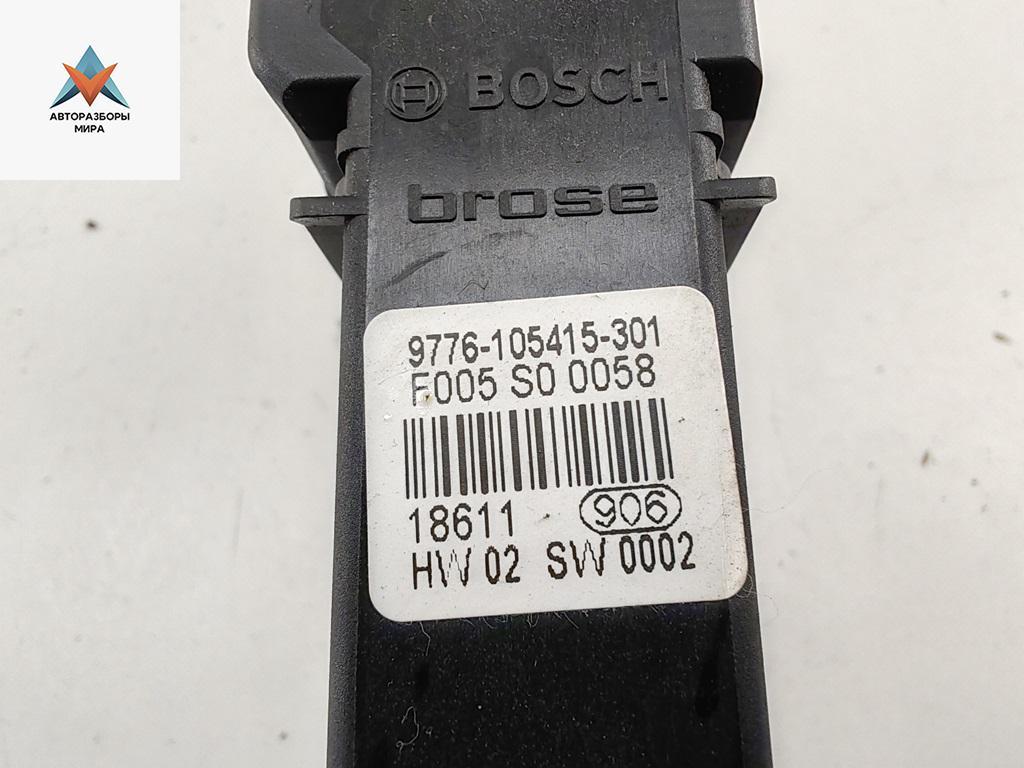 АВТОРАЗБОРЫ
МИРА
BOSCH
brose
9776-105415-301
F005 S0 0058
18611 906
HW 02 SW 0002